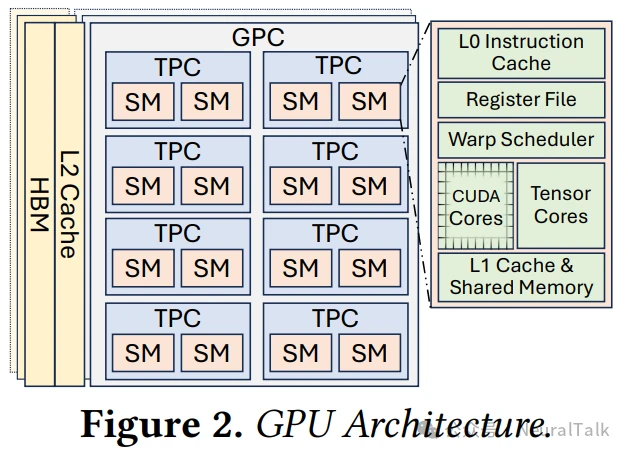 GPC
TPC
SM SM
TPC
SM SM
TPC
SM SM
TPC
SM SM
TPC
SM SM
TPC
SM SM
TPC
SM SM
TPC
SM SM
HBM
L2 Cache
L0 Instruction
Cache
Register File
Warp Scheduler
CUDA
Cores
Tensor
Cores
L1 Cache &
Shared Memory
Figure 2. GPU Architecture.
NeuralTalk